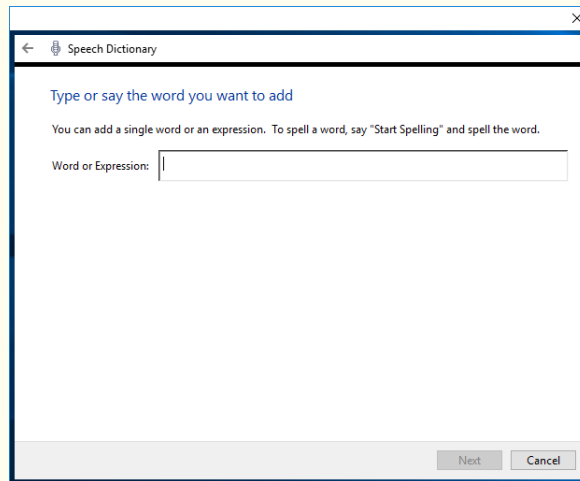 Speech Dictionary
Type or say the word you want to add
You can add a single word or an expression. To spell a word, say "Start Spelling" and spell the word.
Word or Expression:
Next Cancel